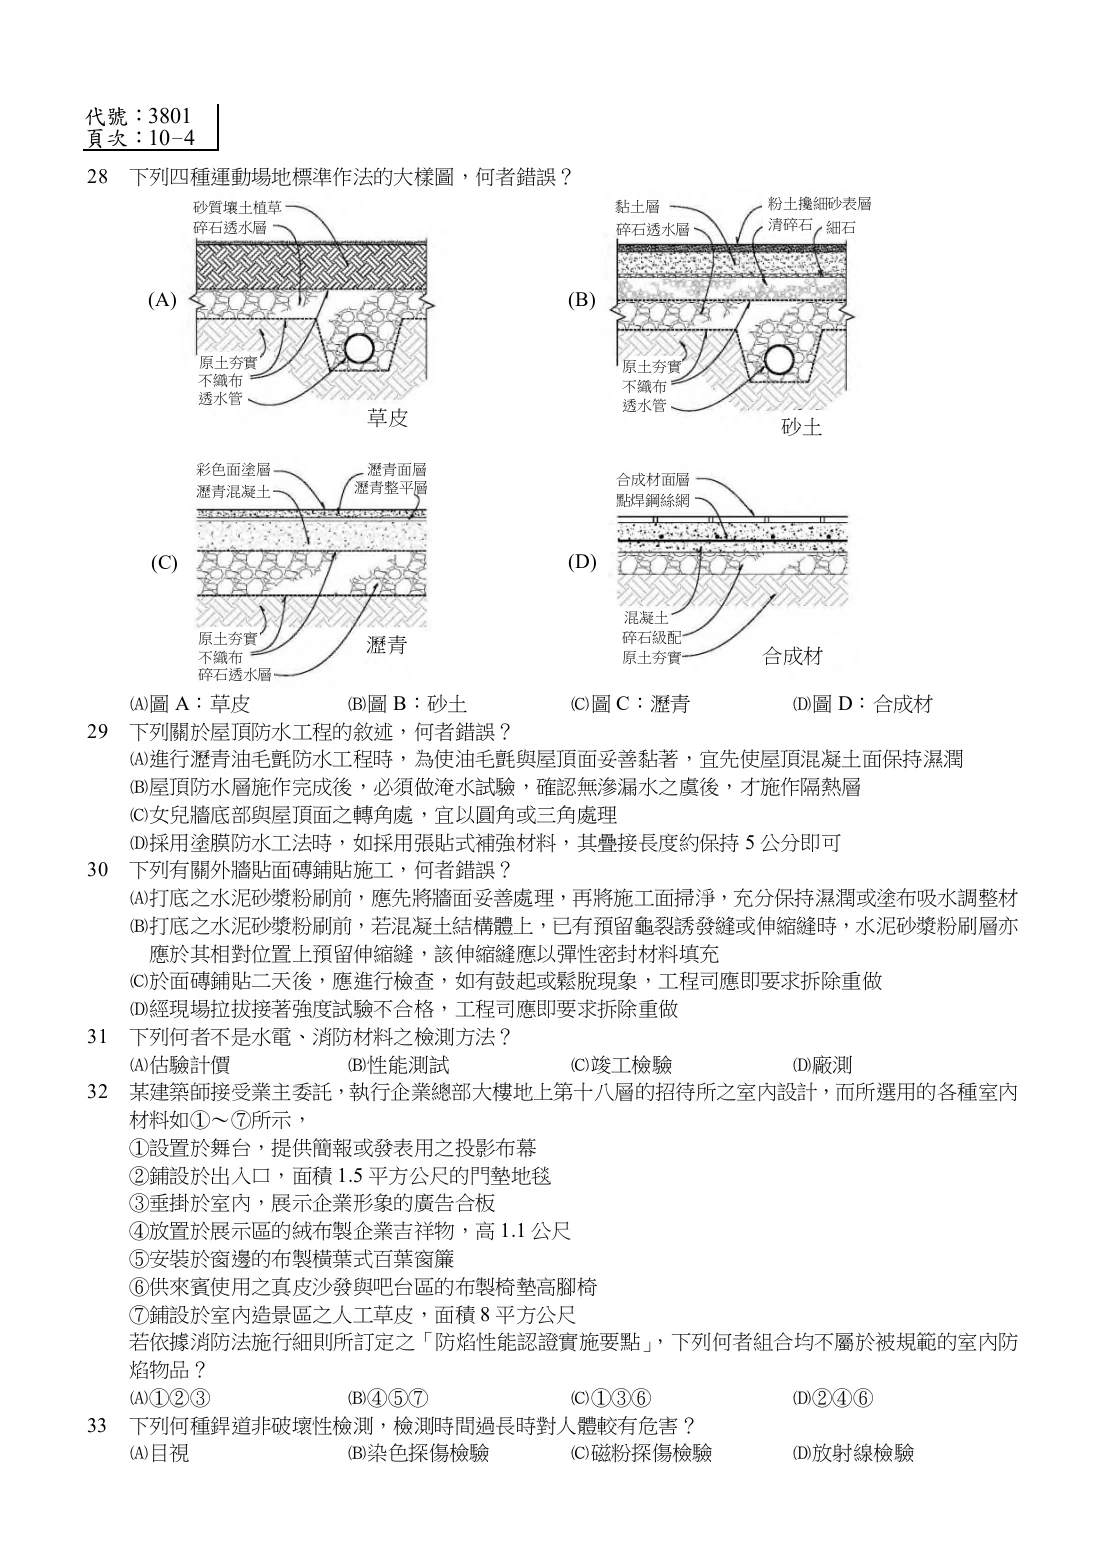 代號：3801
頁次：10－4
28 下列四種運動場地標準作法的大樣圖，何者錯誤？
砂質壤土植草
碎石透水層
(A)
原土夯實
不織布
透水管
草皮
黏土層
粉土攙細砂表層
碎石透水層
清碎石
細石
(B)
原土夯實
不織布
透水管
砂土
彩色面塗層
瀝青面層
瀝青混凝土
瀝青整平層
(C)
原土夯實
不織布
碎石透水層
瀝青
合成材面層
點焊鋼絲網
(D)
混凝土
碎石級配
原土夯實
合成材
(A)圖 A：草皮 (B)圖 B：砂土 (C)圖 C：瀝青 (D)圖 D：合成材
29 下列關於屋頂防水工程的敘述，何者錯誤？
(A)進行瀝青油毛氈防水工程時，為使油毛氈與屋頂面妥善黏著，宜先使屋頂混凝土面保持濕潤
(B)屋頂防水層施作完成後，必須做淹水試驗，確認無滲漏水之虞後，才施作隔熱層
(C)女兒牆底部與屋頂面之轉角處，宜以圓角或三角處理
(D)採用塗膜防水工法時，如採用張貼式補強材料，其疊接長度約保持 5 公分即可
30 下列有關外牆貼面磚鋪貼施工，何者錯誤？
(A)打底之水泥砂漿粉刷前，應先將牆面妥善處理，再將施工面掃淨，充分保持濕潤或塗布吸水調整材
(B)打底之水泥砂漿粉刷前，若混凝土結構體上，已有預留龜裂誘發縫或伸縮縫時，水泥砂漿粉刷層亦
應於其相對位置上預留伸縮縫，該伸縮縫應以彈性密封材料填充
(C)於面磚鋪貼二天後，應進行檢查，如有鼓起或鬆脫現象，工程司應即要求拆除重做
(D)經現場拉拔接著強度試驗不合格，工程司應即要求拆除重做
31 下列何者不是水電、消防材料之檢測方法？
(A)估驗計價 (B)性能測試 (C)竣工檢驗 (D)廠測
32 某建築師接受業主委託，執行企業總部大樓地上第十八層的招待所之室內設計，而所選用的各種室內
材料如①～⑦所示，
①設置於舞台，提供簡報或發表用之投影布幕
②鋪設於出入口，面積 1.5 平方公尺的門墊地毯
③垂掛於室內，展示企業形象的廣告合板
④放置於展示區的絨布製企業吉祥物，高 1.1 公尺
⑤安裝於窗邊的布製橫葉式百葉窗簾
⑥供來賓使用之真皮沙發與吧台區的布製椅墊高腳椅
⑦鋪設於室內造景區之人工草皮，面積 8 平方公尺
若依據消防法施行細則所訂定之「防焰性能認證實施要點」，下列何者組合均不屬於被規範的室內防
焰物品？
(A)①②③ (B)④⑤⑦ (C)①③⑥ (D)②④⑥
33 下列何種銲道非破壞性檢測，檢測時間過長時對人體較有危害？
(A)目視 (B)染色探傷檢驗 (C)磁粉探傷檢驗 (D)放射線檢驗